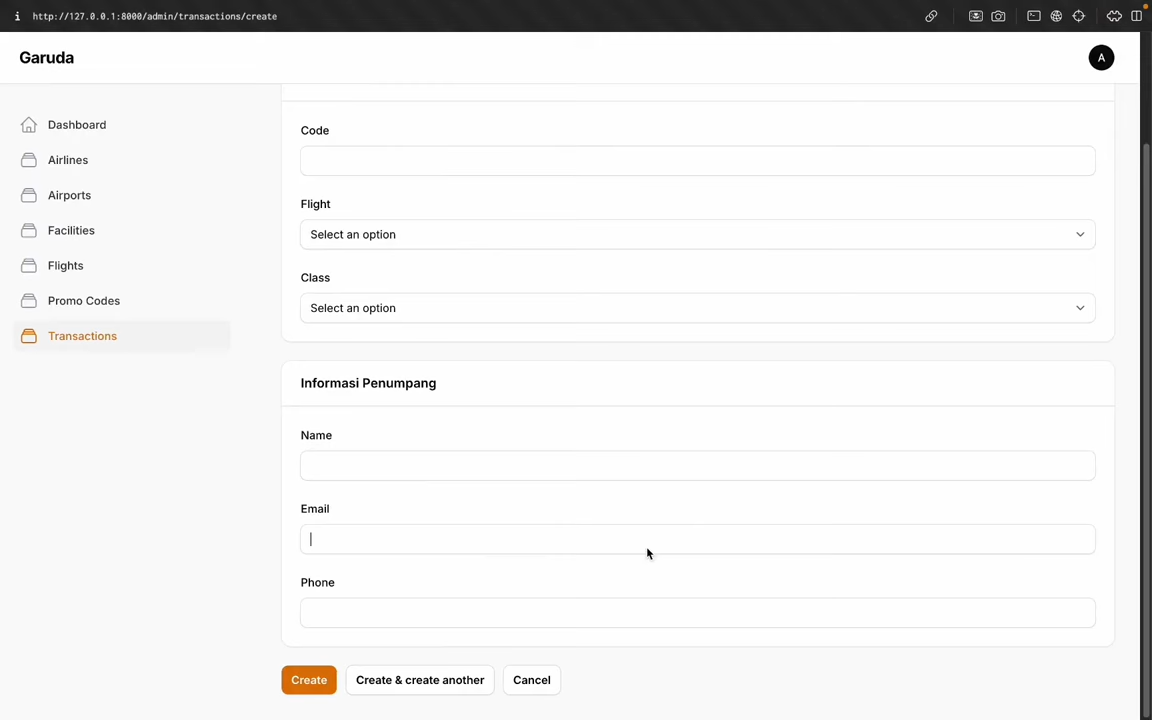 http://127.0.0.1:8000/admin/transactions/create
Garuda
A
Dashboard
Airlines
Airports
Facilities
Flights
Promo Codes
Transactions
Code
Flight
Select an option
Class
Select an option
Informasi Penumpang
Name
Email
Phone
Create
Create & create another
Cancel